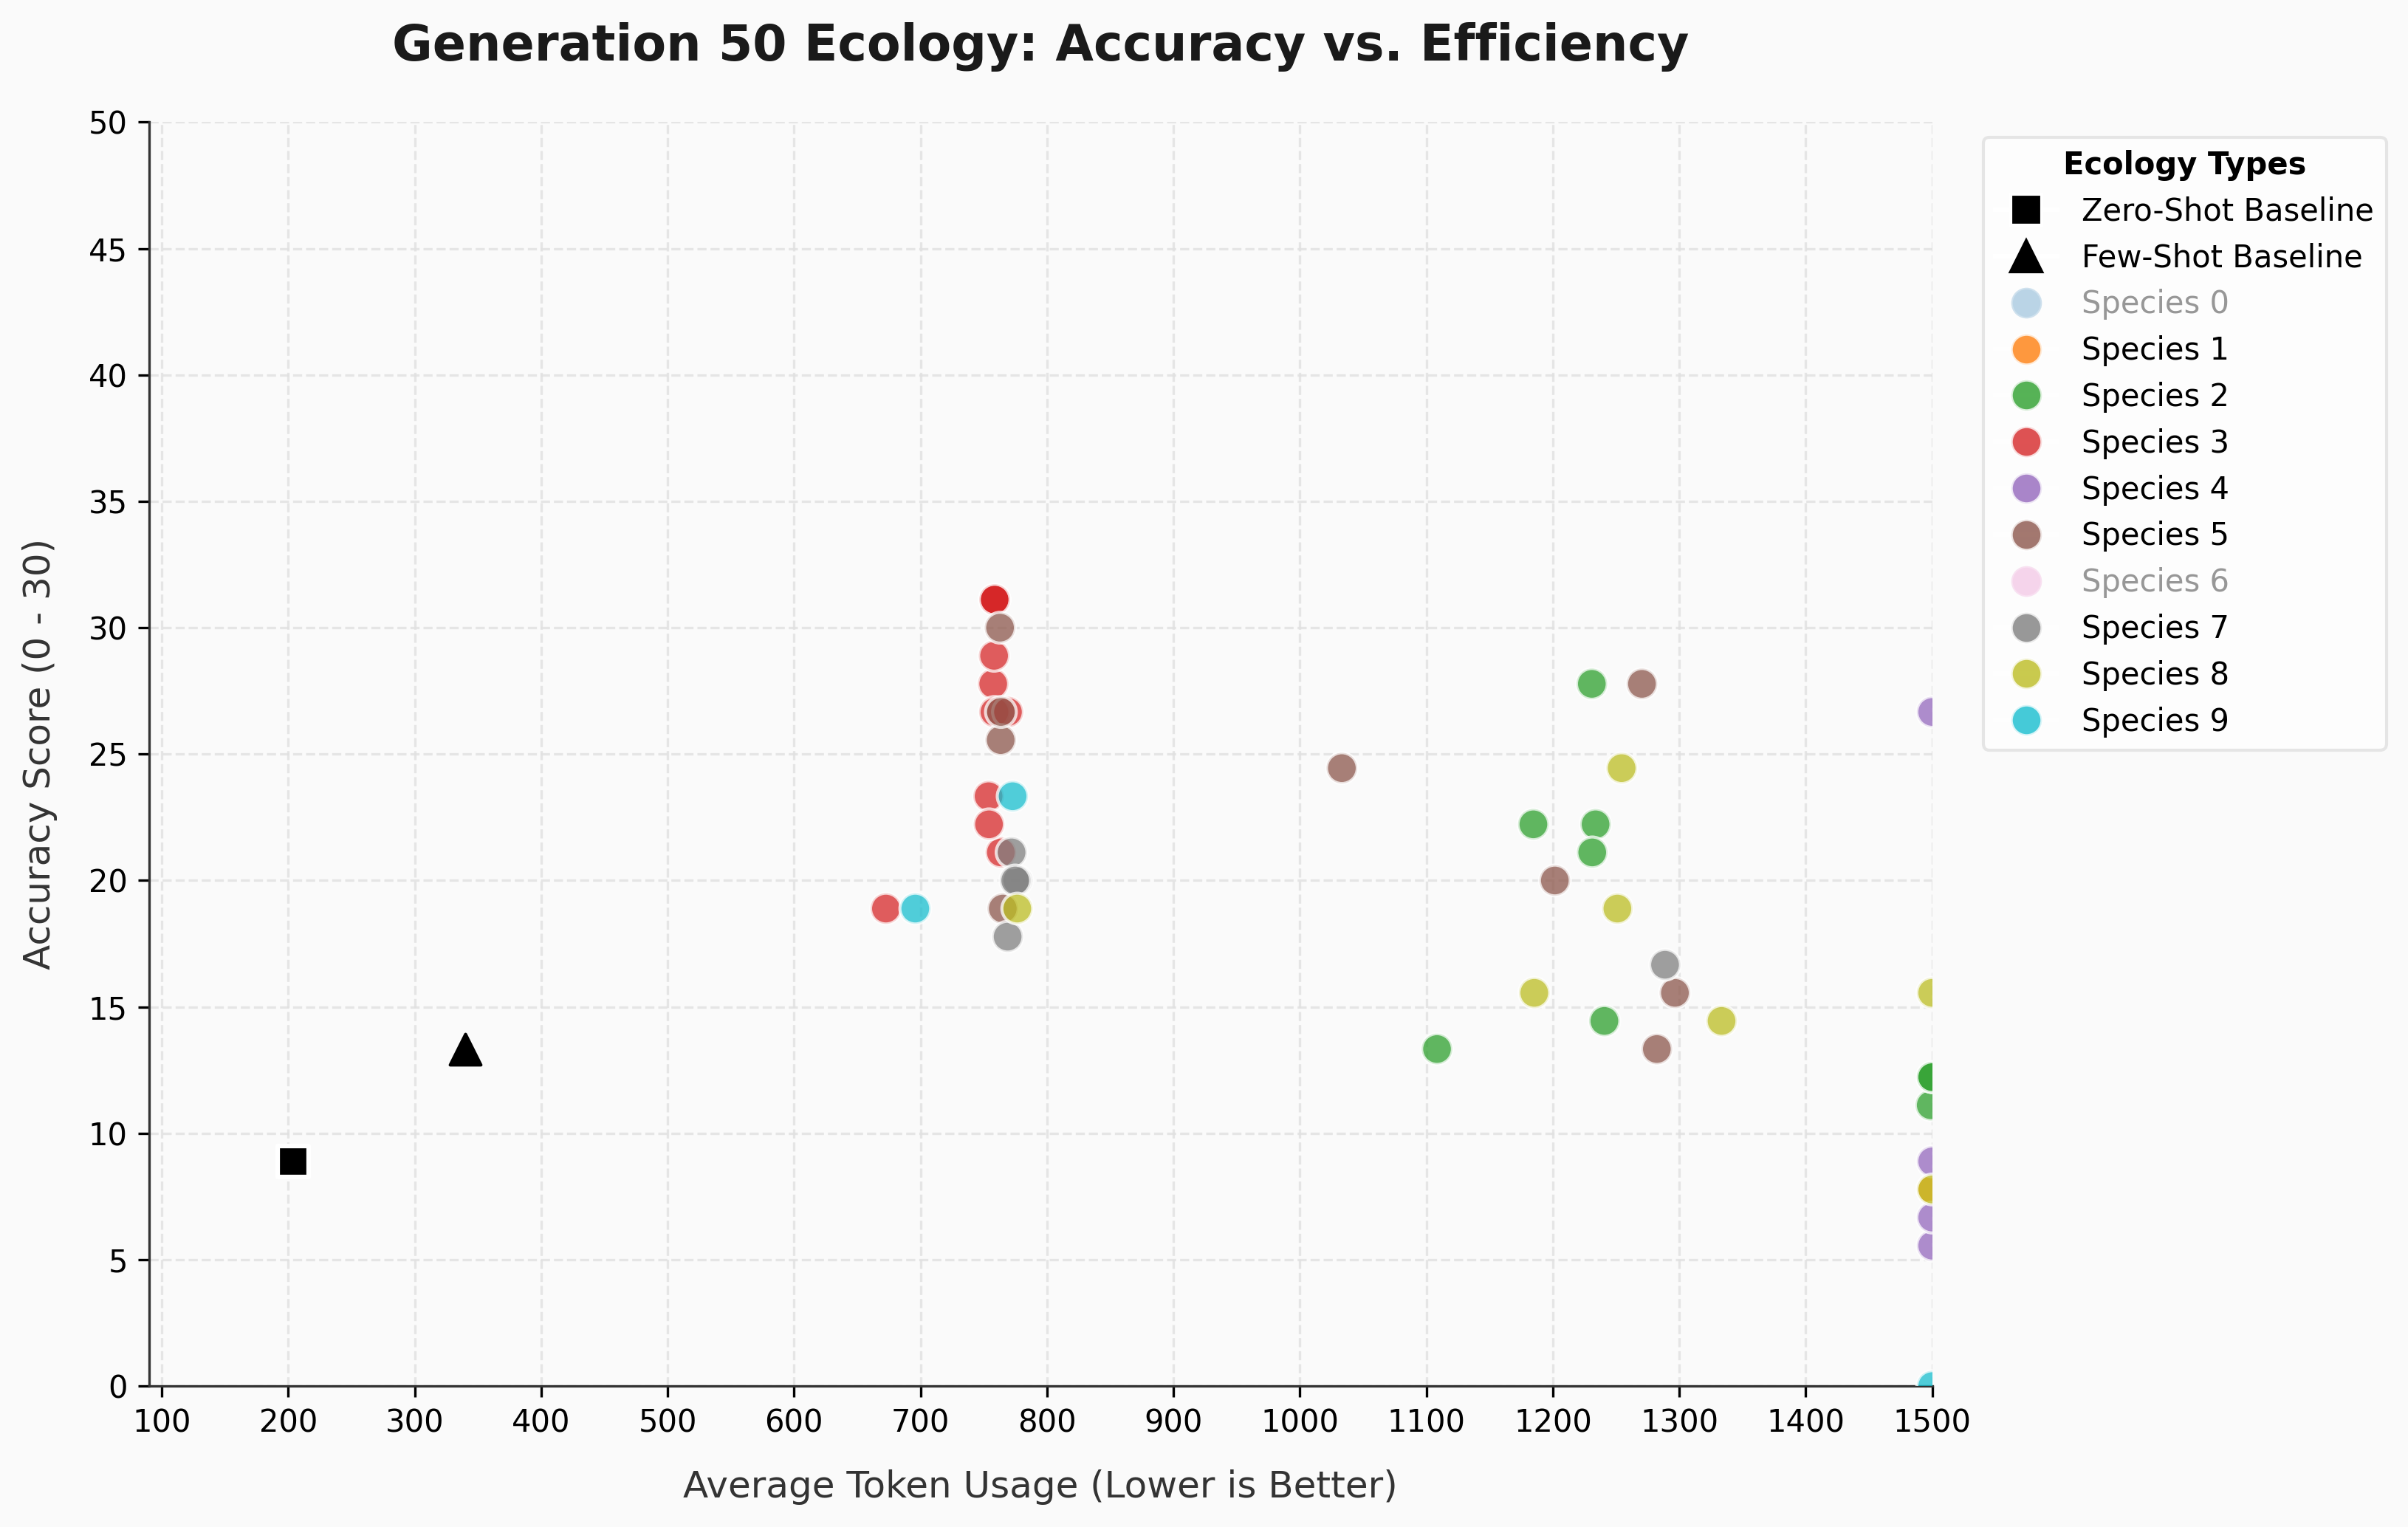 Generation 50 Ecology: Accuracy vs. Efficiency
50
45
40
35
30
25
20
15
10
5
0
Accuracy Score (0 - 30)
100 200 300 400 500 600 700 800 900 1000 1100 1200 1300 1400 1500
Average Token Usage (Lower is Better)
Ecology Types
Zero-Shot Baseline
Few-Shot Baseline
Species 0
Species 1
Species 2
Species 3
Species 4
Species 5
Species 6
Species 7
Species 8
Species 9